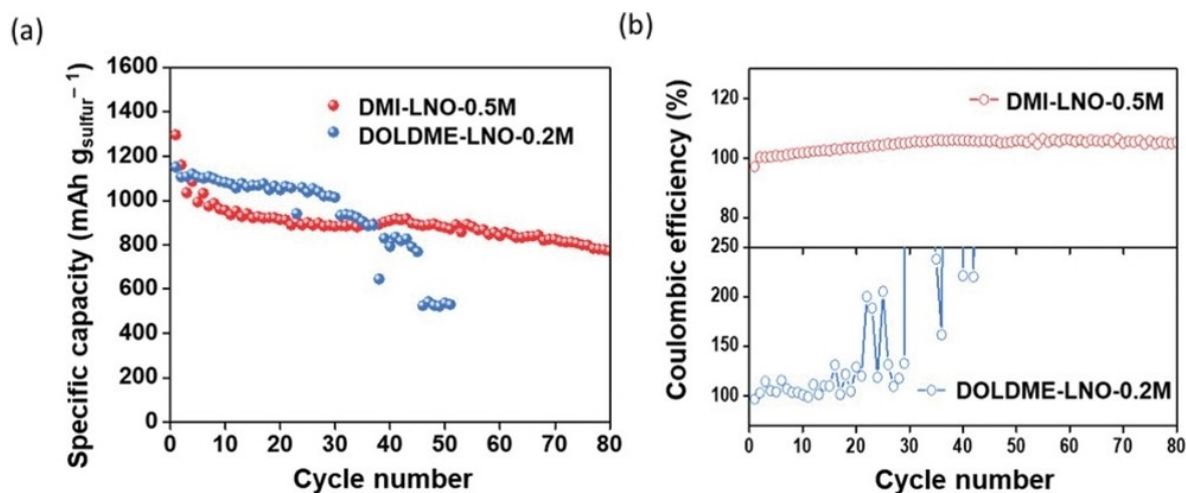 (a)
1600
1400
1200
1000
800
600
400
200
0
Specific capacity (mAh gsulfur⁻¹)
DMI-LNO-0.5M
DOLDME-LNO-0.2M
0 10 20 30 40 50 60 70 80
Cycle number
(b)
120
100
80
250
200
150
100
Coulombic efficiency (%)
DMI-LNO-0.5M
DOLDME-LNO-0.2M
0 10 20 30 40 50 60 70 80
Cycle number